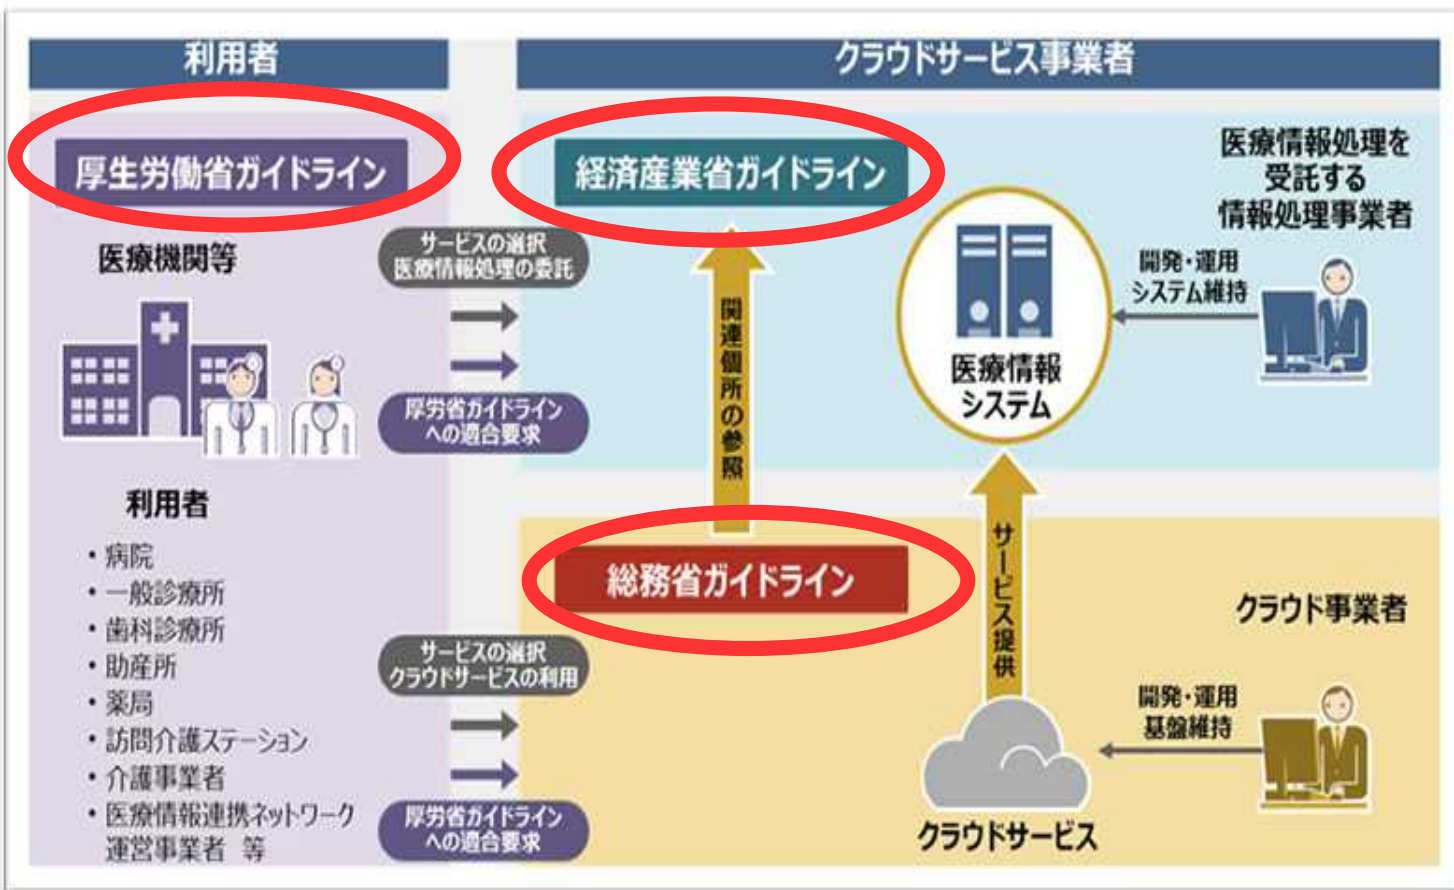 利用者
厚生労働省ガイドライン
医療機関等
利用者
・病院
・一般診療所
・歯科診療所
・助産所
・薬局
・訪問介護ステーション
・介護事業者
・医療情報連携ネットワーク
運営事業者 等
サービスの選択
医療情報処理の委託
厚労省ガイドライン
への適合要求
サービスの選択
クラウドサービスの利用
厚労省ガイドライン
への適合要求
クラウドサービス事業者
経済産業省ガイドライン
関連個所の参照
医療情報
システム
医療情報処理を
受託する
情報処理事業者
開発・運用
システム維持
総務省ガイドライン
サービス提供
クラウドサービス
クラウド事業者
開発・運用
基盤維持